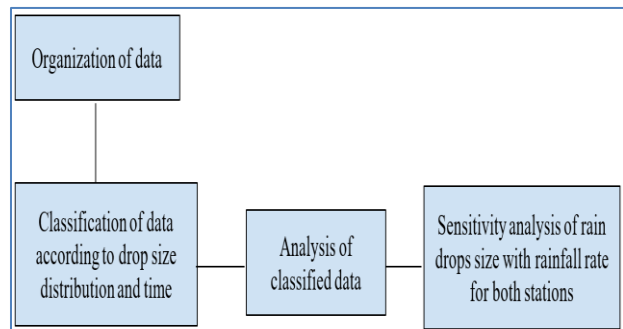 Organization of
data
Classification of data
according to drop size
distribution and time
Analysis of
classified data
Sensitivity analysis of rain
drops size with rainfall rate
for both stations